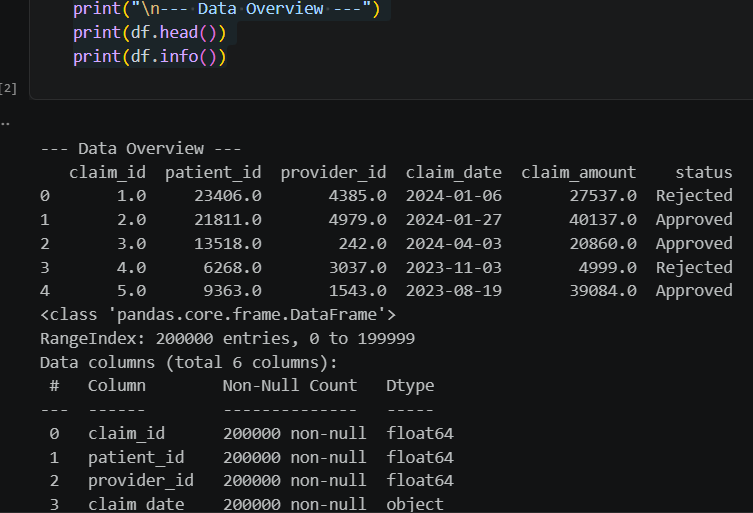 print("\n--- Data Overview ---")
print(df.head())
print(df.info())
[2]
..
--- Data Overview ---
claim_id patient_id provider_id claim_date claim_amount status
0 1.0 23406.0 4385.0 2024-01-06 27537.0 Rejected
1 2.0 21811.0 4979.0 2024-01-27 40137.0 Approved
2 3.0 13518.0 242.0 2024-04-03 20860.0 Approved
3 4.0 6268.0 3037.0 2023-11-03 4999.0 Rejected
4 5.0 9363.0 1543.0 2023-08-19 39084.0 Approved
<class 'pandas.core.frame.DataFrame'>
RangeIndex: 200000 entries, 0 to 199999
Data columns (total 6 columns):
# Column Non-Null Count Dtype
--- ------ -------------- -----
0 claim_id 200000 non-null float64
1 patient_id 200000 non-null float64
2 provider_id 200000 non-null float64
3 claim_date 200000 non-null object